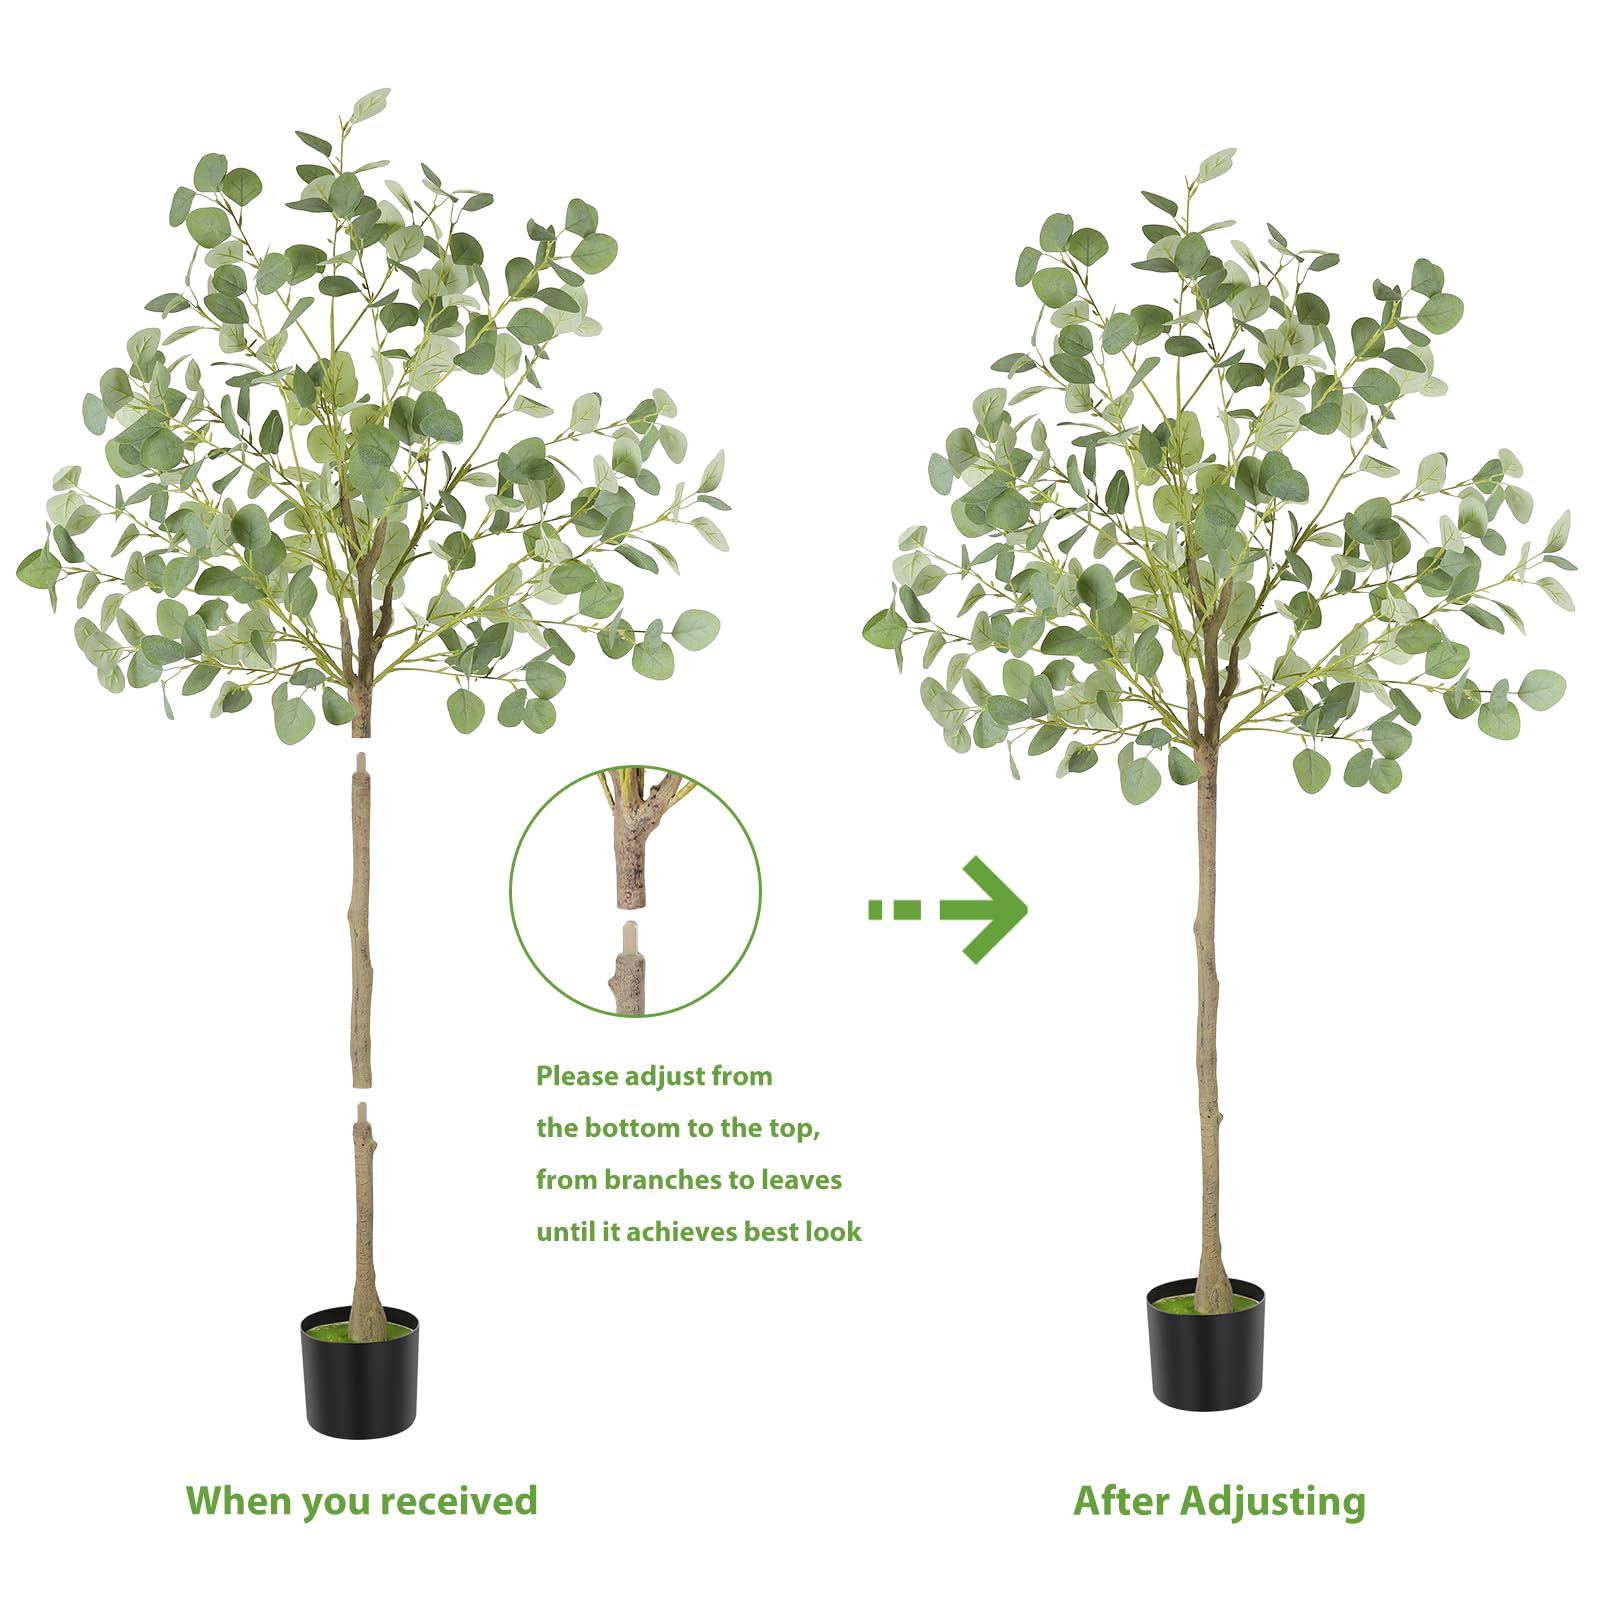 Please adjust from
the bottom to the top,
from branches to leaves
until it achieves best look
When you received
After Adjusting